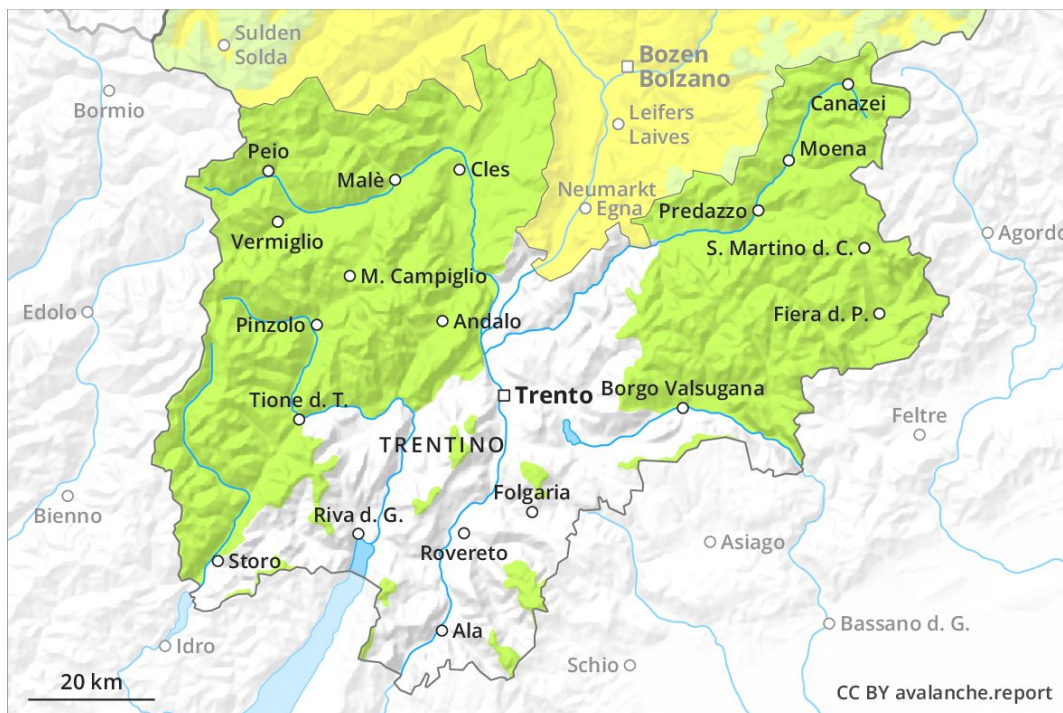 Sulden
Solda
Bozen
Bolzano
Bormio
Canazei
Leifers
Laives
Moena
Peio
Malè
Cles
Neumarkt
Egna
Predazzo
Vermiglio
S. Martino d. C.
Agordo
M. Campiglio
Edolo
Pinzolo
Andalo
Fiera d. P.
Trento
Borgo Valsugana
Tione d. T.
Feltre
TRENTINO
Bienno
Folgaria
Riva d. G.
Rovereto
Asiago
Storo
Ala
Bassano d. G.
Idro
Schio
20 km
CC BY avalanche.report